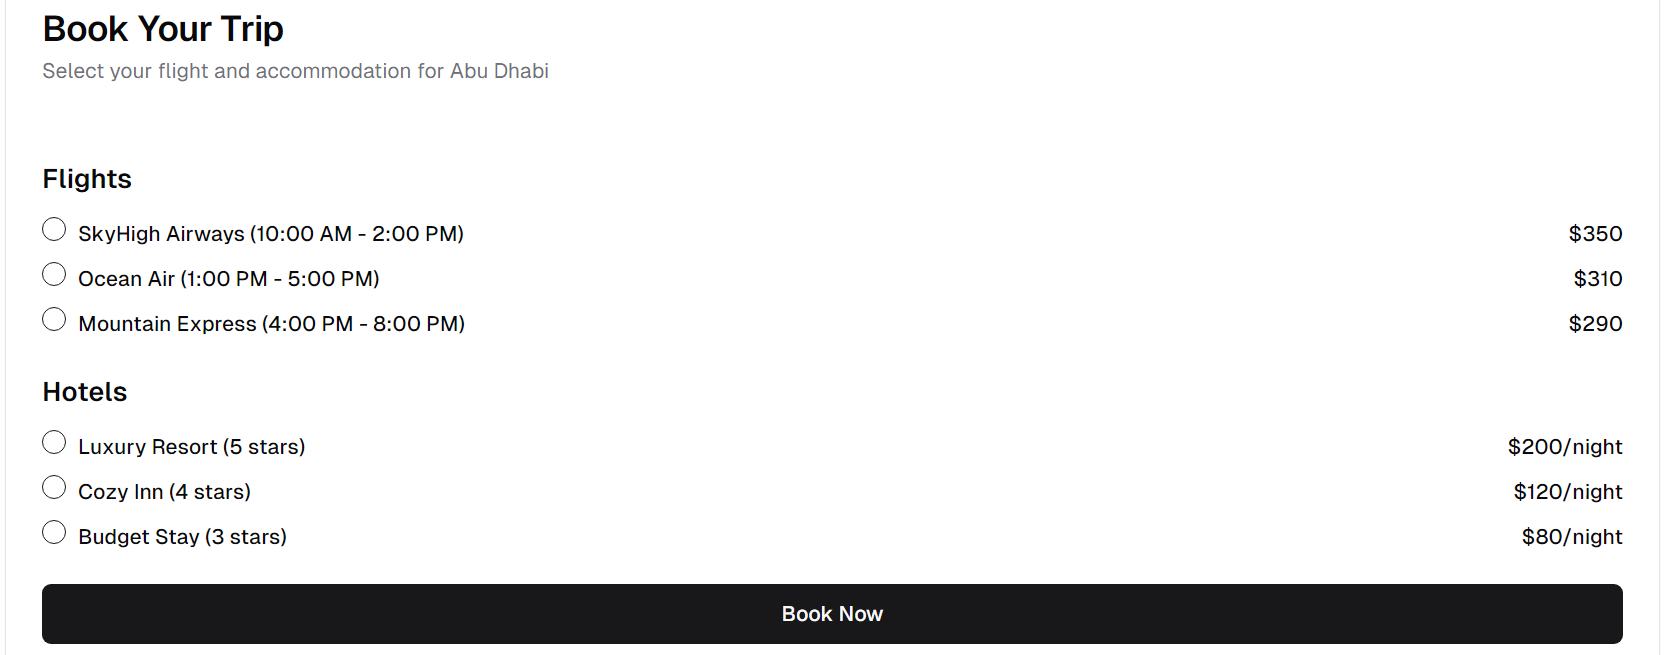 Book Your Trip
Select your flight and accommodation for Abu Dhabi
Flights
SkyHigh Airways (10:00 AM - 2:00 PM) $350
Ocean Air (1:00 PM - 5:00 PM) $310
Mountain Express (4:00 PM - 8:00 PM) $290
Hotels
Luxury Resort (5 stars) $200/night
Cozy Inn (4 stars) $120/night
Budget Stay (3 stars) $80/night
Book Now